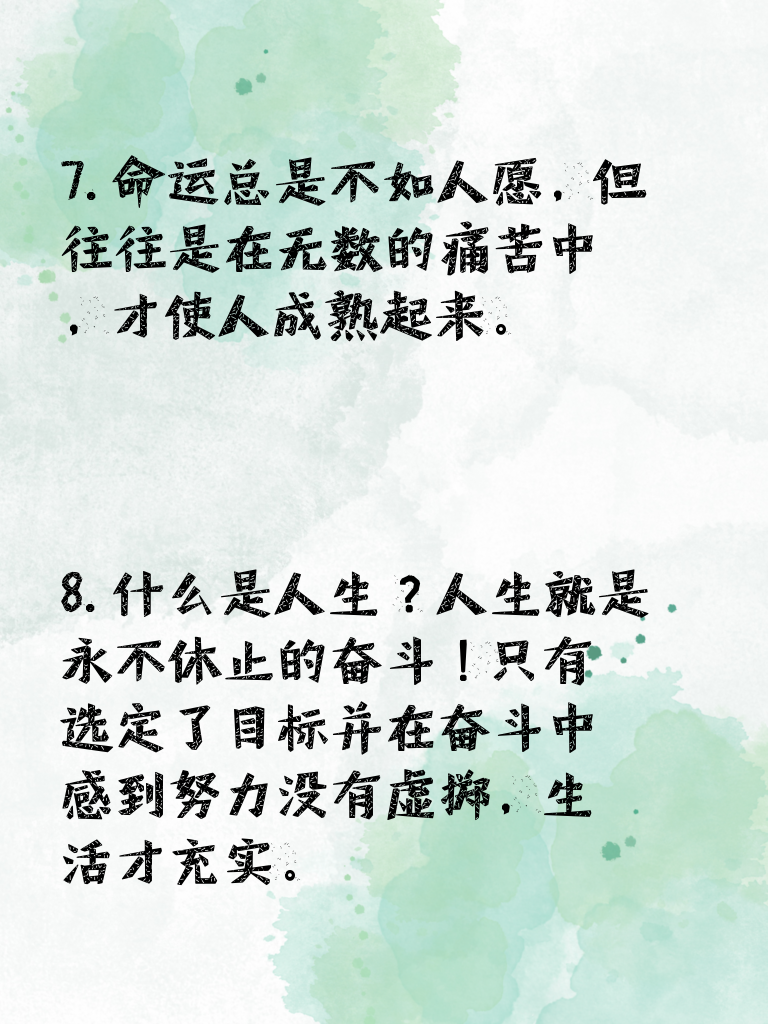 7.命运总是不如人愿，但
往往是在无数的痛苦中
，才使人成熟起来。
8.什么是人生？人生就是
永不休止的奋斗！只有
选定了目标并在奋斗中
感到努力没有虚掷，生
活才充实。